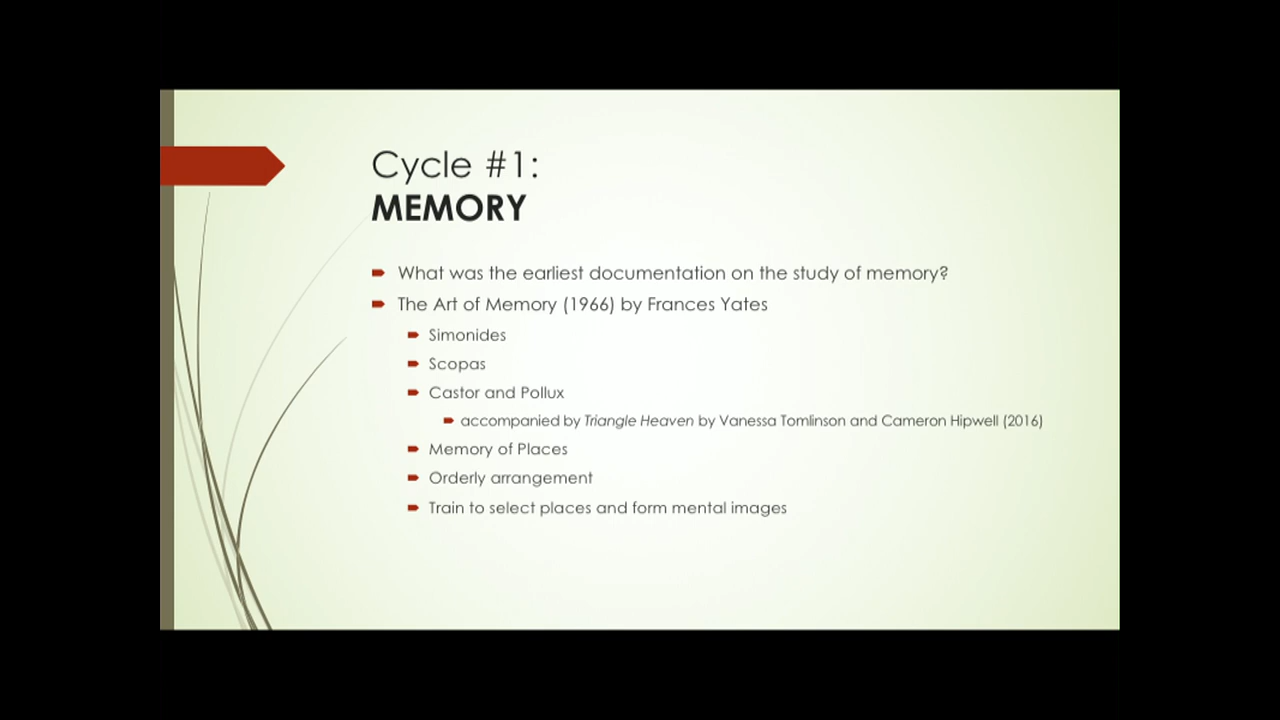 Cycle #1:
MEMORY
What was the earliest documentation on the study of memory?
The Art of Memory (1966) by Frances Yates
Simonides
Scopas
Castor and Pollux
accompanied by Triangle Heaven by Vanessa Tomlinson and Cameron Hipwell (2016)
Memory of Places
Orderly arrangement
Train to select places and form mental images